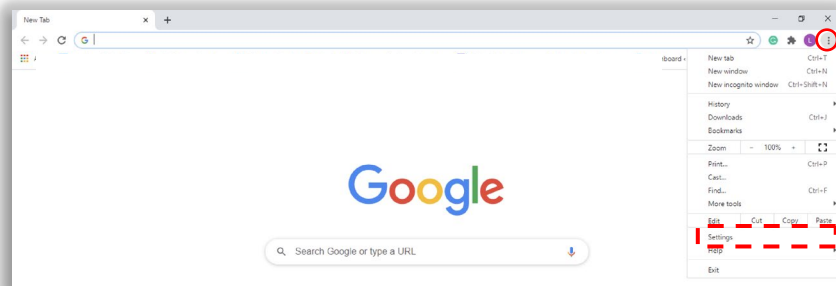 New Tab
G
board
New tab Ctrl+T
New window Ctrl+N
New incognito window Ctrl+Shift+N
History
Downloads Ctrl+J
Bookmarks
Zoom - 100% +
Print... Ctrl+P
Cast...
Find... Ctrl+F
More tools
Edit Cut Copy Paste
Settings
Help
Exit
Google
Search Google or type a URL